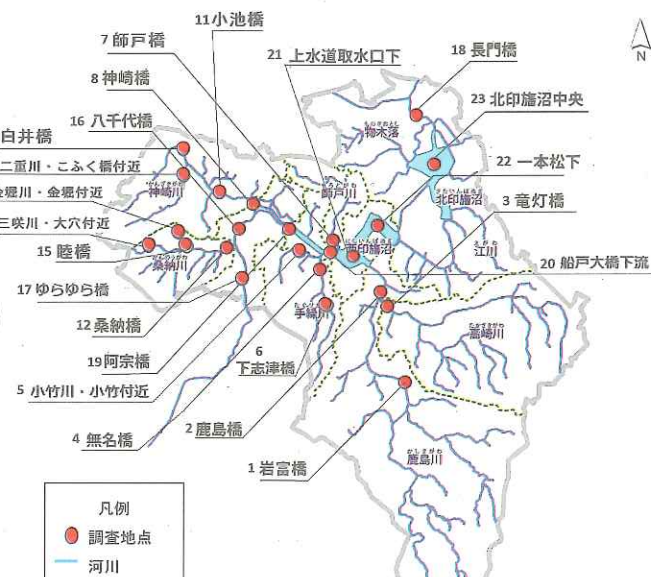 11小池橋
7 師戸橋
21 上水道取水口下
18 長門橋
8 神崎橋
23 北印旛沼中央
16 八千代橋
白井橋
二重川・こふく橋付近
22 一本松下
金堀川・金堀付近
3 竜灯橋
三咲川・大穴付近
15 睦橋
物木落
神崎川
師戸川
北印旛沼
西印旛沼
江川
桑納川
20 船戸大橋下流
17 ゆらゆら橋
手繰川
高崎川
12 桑納橋
19 阿宗橋
6
下志津橋
5 小竹川・小竹付近
4 無名橋
2 鹿島橋
1 岩富橋
かしまがわ
鹿島川
凡例
調査地点
河川
N